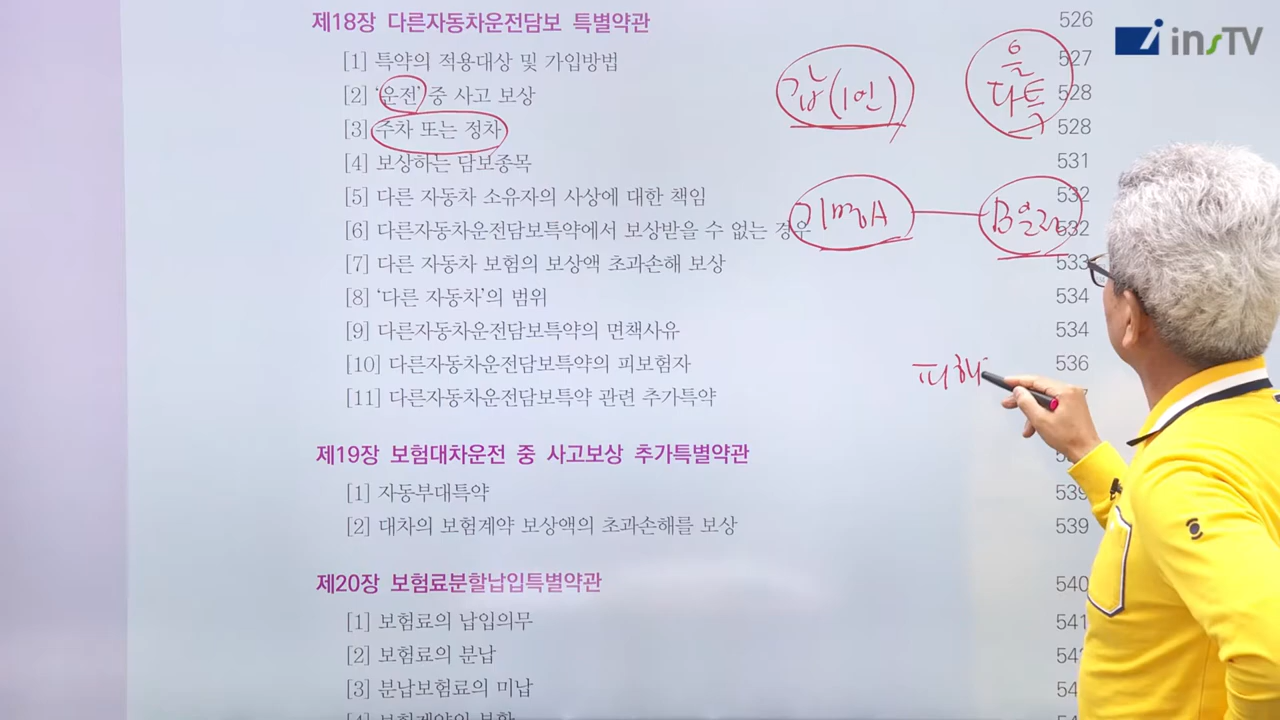 제18장 다른자동차운전담보 특별약관 526
[1] 특약의 적용대상 및 가입방법 527
[2] ‘운전’ 중 사고 보상 528
[3] 주차 또는 정차 528
[4] 보상하는 담보종목 531
[5] 다른 자동차 소유자의 사상에 대한 책임 532
[6] 다른자동차운전담보특약에서 보상받을 수 없는 경우 532
[7] 다른 자동차 보험의 보상액 초과손해 보상 533
[8] ‘다른 자동차’의 범위 534
[9] 다른자동차운전담보특약의 면책사유 534
[10] 다른자동차운전담보특약의 피보험자 536
[11] 다른자동차운전담보특약 관련 추가특약
제19장 보험대차운전 중 사고보상 추가특별약관
[1] 자동부대특약 539
[2] 대차의 보험계약 보상액의 초과손해를 보상 539
제20장 보험료분할납입특별약관 540
[1] 보험료의 납입의무 541
[2] 보험료의 분납
[3] 분납보험료의 미납
갑(1인)
을
다특
기명A
피해
insTV